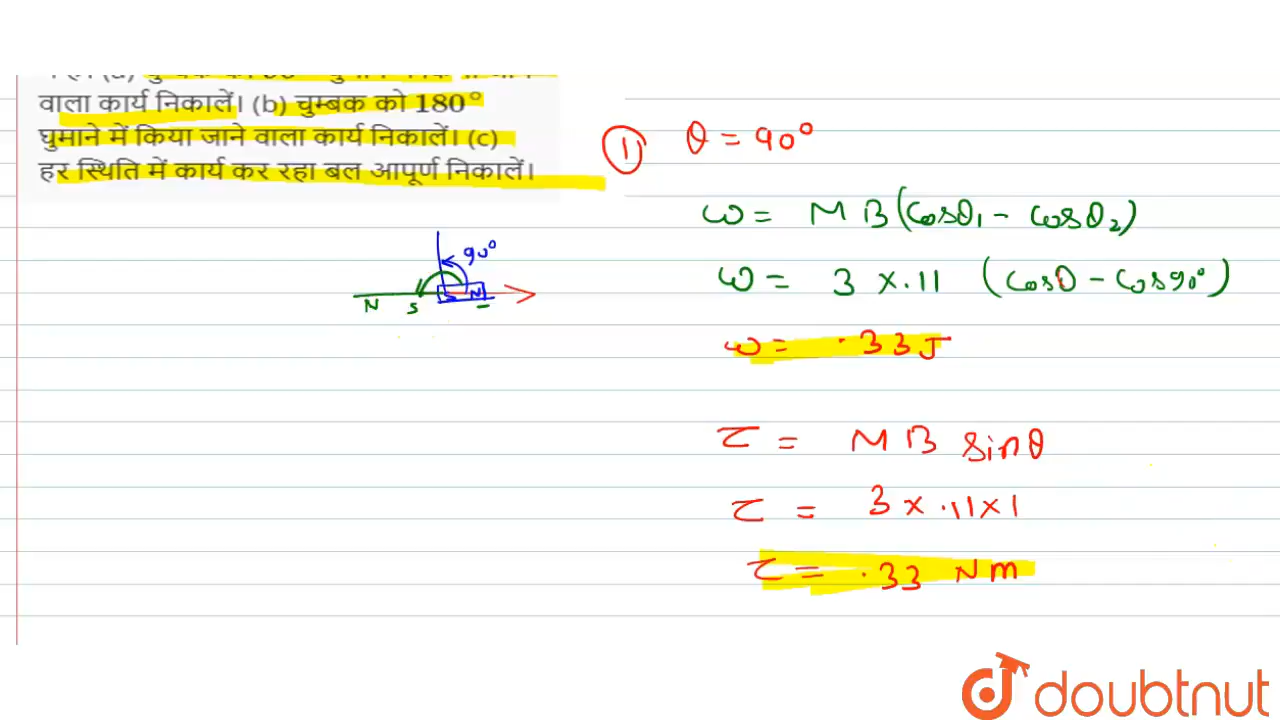 वाला कार्य निकालें। (b) चुम्बक को 180°
घुमाने में किया जाने वाला कार्य निकालें। (c)
हर स्थिति में कार्य कर रहा बल आपूर्ण निकालें।
① θ = 90°
ω = MB(cosθ₁ - cosθ₂)
90°
N S N
ω = 3 × .11 (cos0 - cos90°)
ω = .33 J
τ = MB sinθ
τ = 3 × .11 × 1
τ = .33 Nm
doubtnut